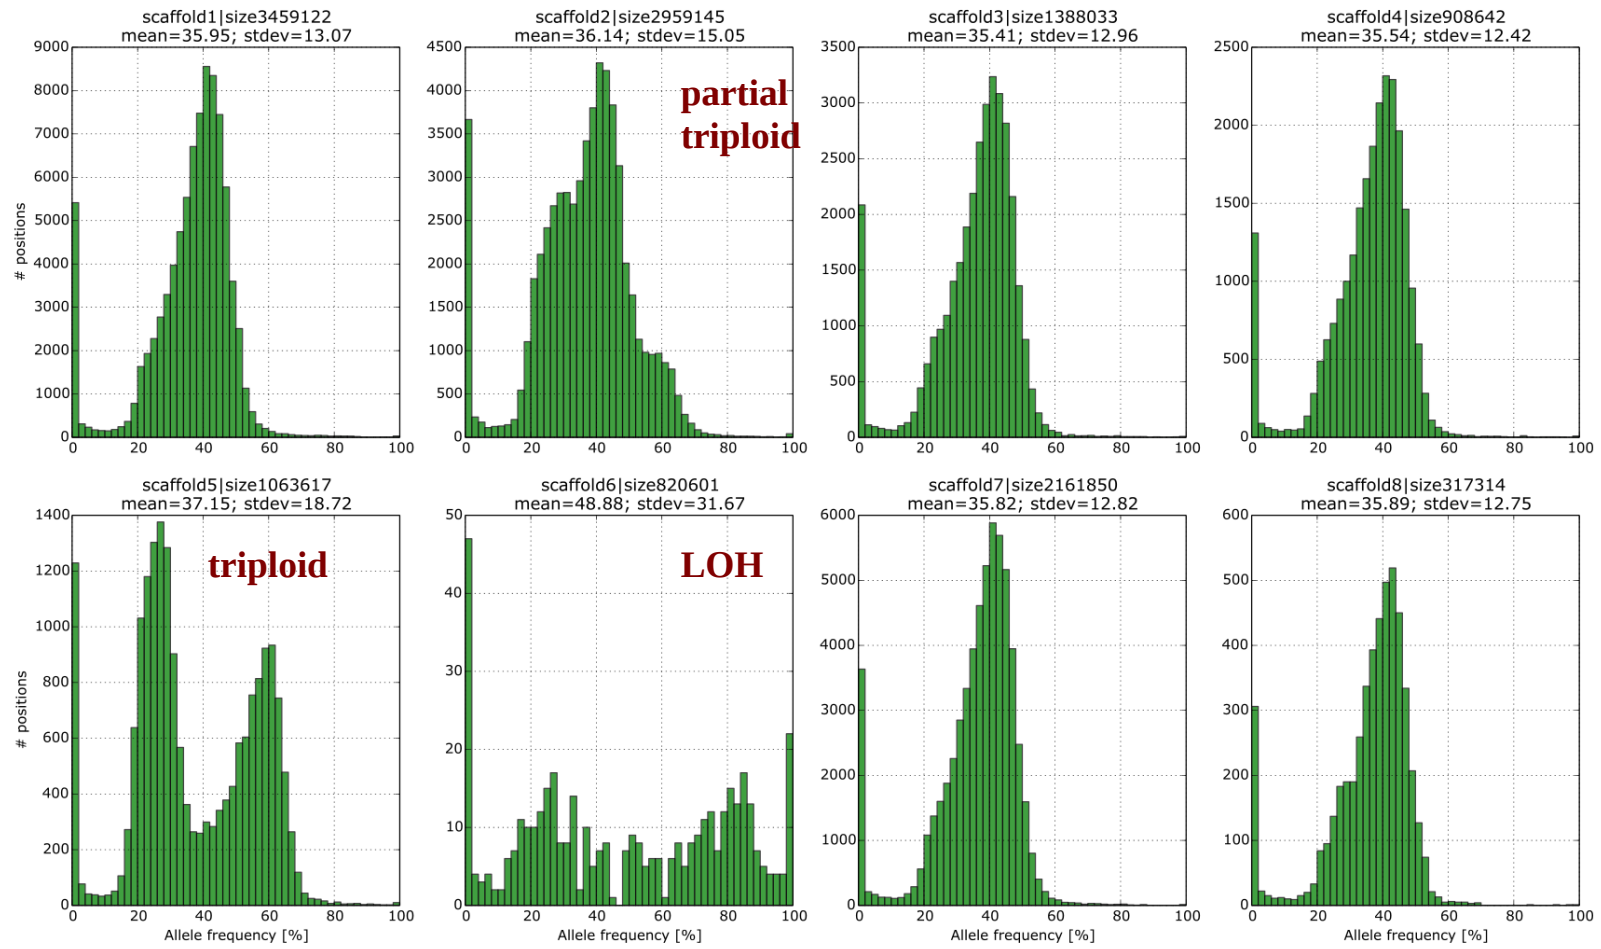 scaffold1|size3459122
mean=35.95; stdev=13.07
9000
8000
7000
6000
5000
4000
3000
2000
1000
0
# positions
0 20 40 60 80 100
scaffold2|size2959145
mean=36.14; stdev=15.05
4500
4000
3500
3000
2500
2000
1500
1000
500
0
partial
triploid
0 20 40 60 80 100
scaffold3|size1388033
mean=35.41; stdev=12.96
3500
3000
2500
2000
1500
1000
500
0
0 20 40 60 80 100
scaffold4|size908642
mean=35.54; stdev=12.42
2500
2000
1500
1000
500
0
0 20 40 60 80 100
scaffold5|size1063617
mean=37.15; stdev=18.72
1400
1200
1000
800
600
400
200
0
# positions
triploid
0 20 40 60 80 100
Allele frequency [%]
scaffold6|size820601
mean=48.88; stdev=31.67
50
40
30
20
10
0
LOH
0 20 40 60 80 100
Allele frequency [%]
scaffold7|size2161850
mean=35.82; stdev=12.82
6000
5000
4000
3000
2000
1000
0
0 20 40 60 80 100
Allele frequency [%]
scaffold8|size317314
mean=35.89; stdev=12.75
600
500
400
300
200
100
0
0 20 40 60 80 100
Allele frequency [%]